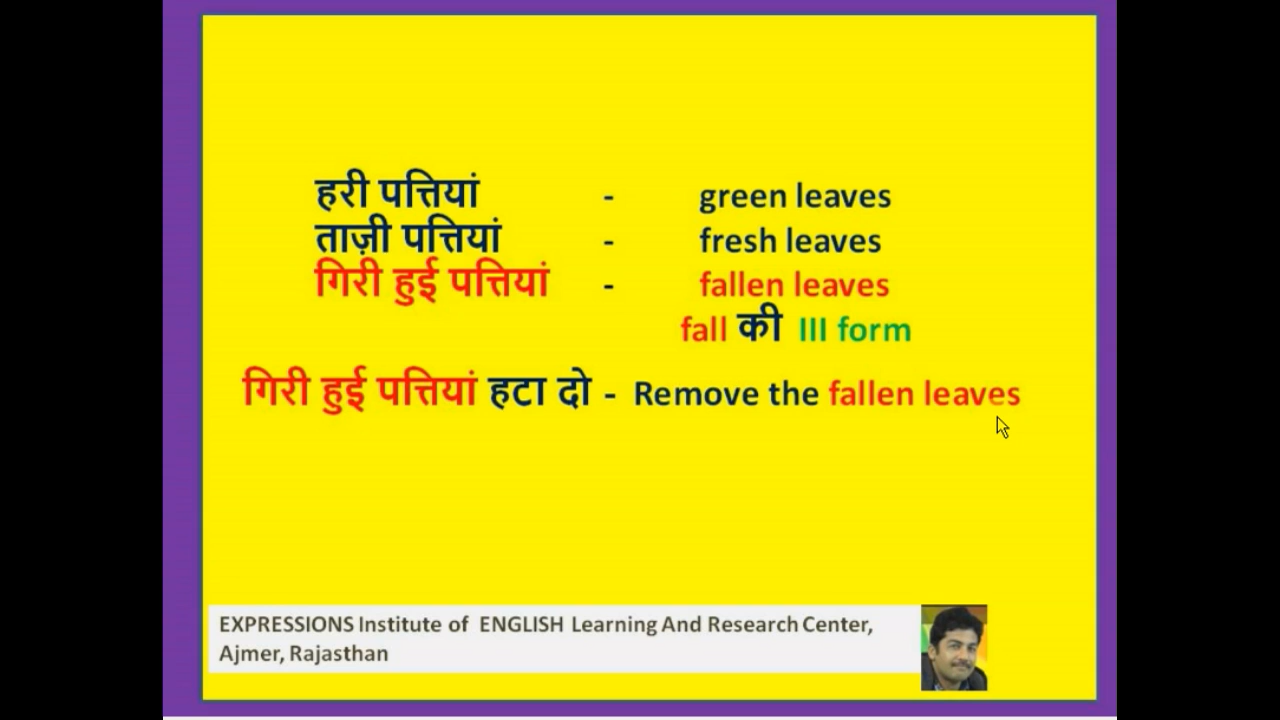 हरी पत्तियां - green leaves
ताज़ी पत्तियां - fresh leaves
गिरी हुई पत्तियां - fallen leaves
fall की III form
गिरी हुई पत्तियां हटा दो - Remove the fallen leaves
EXPRESSIONS Institute of ENGLISH Learning And Research Center,
Ajmer, Rajasthan